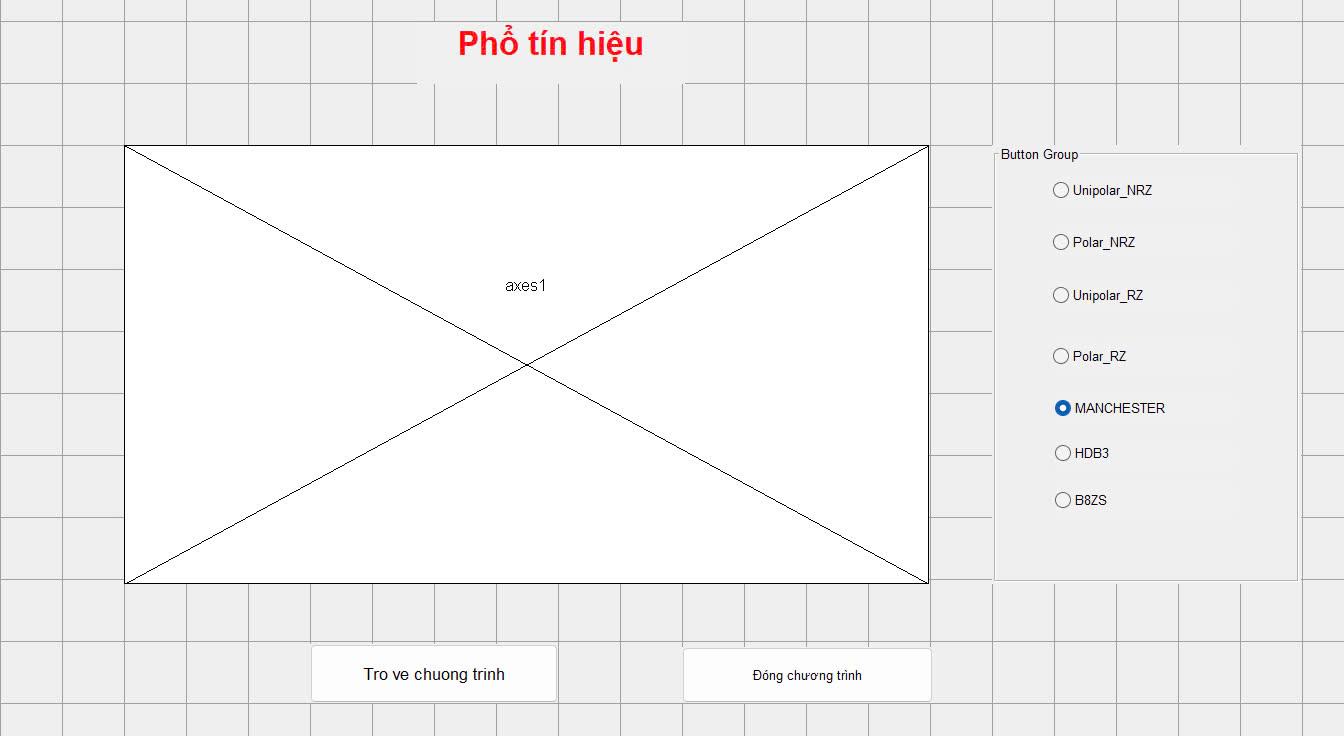 Phổ tín hiệu
axes1
Button Group
Unipolar_NRZ
Polar_NRZ
Unipolar_RZ
Polar_RZ
MANCHESTER
HDB3
B8ZS
Tro ve chuong trinh
Đóng chương trình